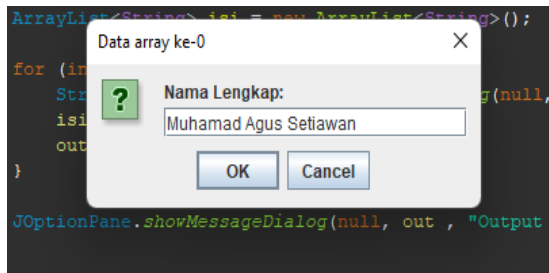 ArrayList<String> isi = new ArrayList<String>();
Data array ke-0
for (in
Str
g(null,
Nama Lengkap:
isi
Muhamad Agus Setiawan
out
OK Cancel
}
JOptionPane.showMessageDialog(null, out , "Output